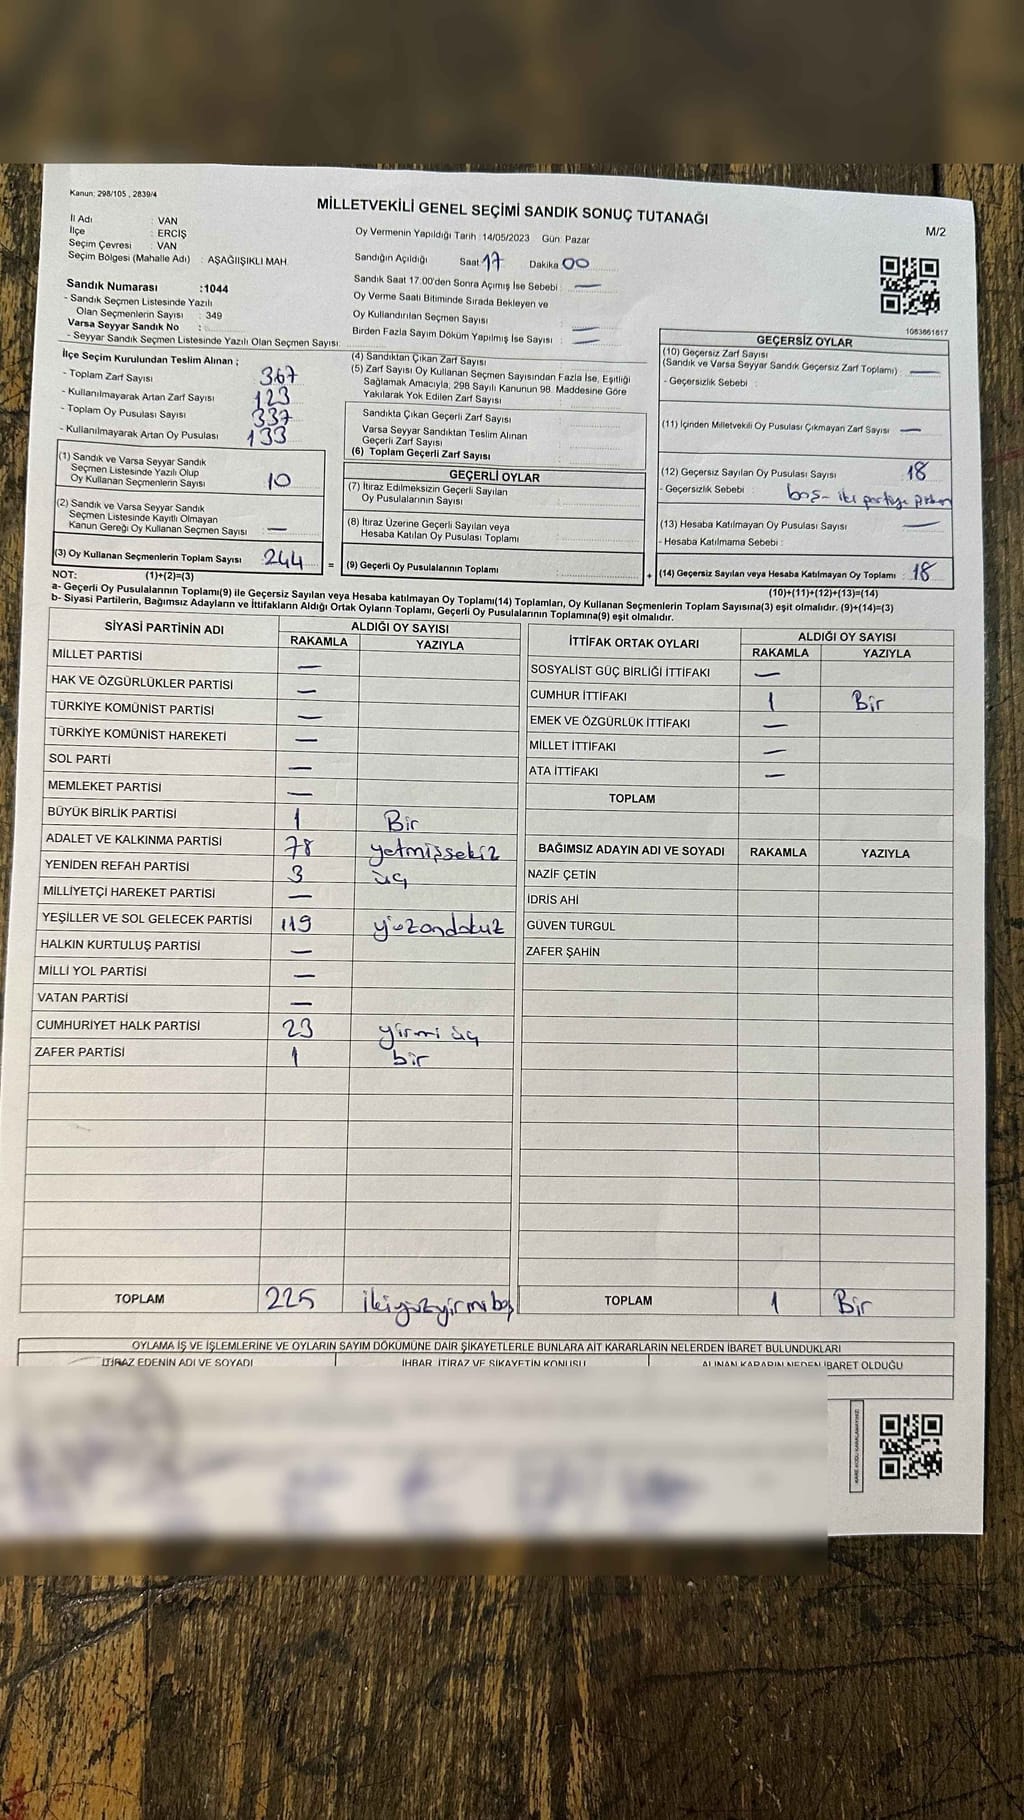 Kanun: 298/105 , 2839/4
MİLLETVEKİLİ GENEL SEÇİMİ SANDIK SONUÇ TUTANAĞI
M/2
İl Adı : VAN
İlçe : ERCİŞ
Seçim Çevresi : VAN
Seçim Bölgesi (Mahalle Adı) : AŞAĞIIŞIKLI MAH.
Oy Vermenin Yapıldığı Tarih :14/05/2023 Gün: Pazar
Sandığın Açıldığı Saat 17 Dakika 00
Sandık Saat 17:00'den Sonra Açımış İse Sebebi : —
Oy Verme Saati Bitiminde Sırada Bekleyen ve
Oy Kullandırılan Seçmen Sayısı : —
Birden Fazla Sayım Döküm Yapılmış İse Sayısı : —
Sandık Numarası :1044
- Sandık Seçmen Listesinde Yazılı
Olan Seçmenlerin Sayısı : 349
Varsa Seyyar Sandık No :
- Seyyar Sandık Seçmen Listesinde Yazılı Olan Seçmen Sayısı:
1083661617
İlçe Seçim Kurulundan Teslim Alınan ;
- Toplam Zarf Sayısı 367
- Kullanılmayarak Artan Zarf Sayısı 123
- Toplam Oy Pusulası Sayısı 337
- Kullanılmayarak Artan Oy Pusulası 133
(1) Sandık ve Varsa Seyyar Sandık
Seçmen Listesinde Yazılı Olup
Oy Kullanan Seçmenlerin Sayısı : 10
(2) Sandık ve Varsa Seyyar Sandık
Seçmen Listesinde Kayıtlı Olmayan
Kanun Gereği Oy Kullanan Seçmen Sayısı : —
(3) Oy Kullanan Seçmenlerin Toplam Sayısı : 244
(1)+(2)=(3)
(4) Sandıktan Çıkan Zarf Sayısı
(5) Zarf Sayısı Oy Kullanan Seçmen Sayısından Fazla İse, Eşitliği
Sağlamak Amacıyla, 298 Sayılı Kanunun 98. Maddesine Göre
Yakılarak Yok Edilen Zarf Sayısı :
Sandıkta Çıkan Geçerli Zarf Sayısı :
Varsa Seyyar Sandıktan Teslim Alınan
Geçerli Zarf Sayısı
(6) Toplam Geçerli Zarf Sayısı :
GEÇERLİ OYLAR
(7) İtiraz Edilmeksizin Geçerli Sayılan
Oy Pusulalarının Sayısı :
(8) İtiraz Üzerine Geçerli Sayılan veya
Hesaba Katılan Oy Pusulası Toplamı :
= (9) Geçerli Oy Pusulalarının Toplamı :
GEÇERSİZ OYLAR
(10) Geçersiz Zarf Sayısı
(Sandık ve Varsa Seyyar Sandık Geçersiz Zarf Toplamı) : —
- Geçersizlik Sebebi :
(11) İçinden Milletvekili Oy Pusulası Çıkmayan Zarf Sayısı : —
(12) Geçersiz Sayılan Oy Pusulası Sayısı : 18
- Geçersizlik Sebebi : boş - iki partiye
(13) Hesaba Katılmayan Oy Pusulası Sayısı : —
- Hesaba Katılmama Sebebi :
+ (14) Geçersiz Sayılan veya Hesaba Katılmayan Oy Toplamı : 18
(10)+(11)+(12)+(13)=(14)
NOT:
a- Geçerli Oy Pusulalarının Toplamı(9) ile Geçersiz Sayılan veya Hesaba katılmayan Oy Toplamı(14) Toplamları, Oy Kullanan Seçmenlerin Toplam Sayısına(3) eşit olmalıdır. (9)+(14)=(3)
b- Siyasi Partilerin, Bağımsız Adayların ve İttifakların Aldığı Ortak Oyların Toplamı, Geçerli Oy Pusulalarının Toplamına(9) eşit olmalıdır.
SİYASİ PARTİNİN ADI ALDIĞI OY SAYISI
RAKAMLA YAZIYLA
MİLLET PARTİSİ —
HAK VE ÖZGÜRLÜKLER PARTİSİ —
TÜRKİYE KOMÜNİST PARTİSİ —
TÜRKİYE KOMÜNİST HAREKETİ —
SOL PARTİ —
MEMLEKET PARTİSİ —
BÜYÜK BİRLİK PARTİSİ 1 Bir
ADALET VE KALKINMA PARTİSİ 78 yetmişsekiz
YENİDEN REFAH PARTİSİ 3 üç
MİLLİYETÇİ HAREKET PARTİSİ —
YEŞİLLER VE SOL GELECEK PARTİSİ 119 yüzondokuz
HALKIN KURTULUŞ PARTİSİ —
MİLLİ YOL PARTİSİ —
VATAN PARTİSİ —
CUMHURİYET HALK PARTİSİ 23 yirmi üç
ZAFER PARTİSİ 1 bir
TOPLAM 225 ikiyüzyirmibeş
İTTİFAK ORTAK OYLARI ALDIĞI OY SAYISI
RAKAMLA YAZIYLA
SOSYALİST GÜÇ BİRLİĞİ İTTİFAKI —
CUMHUR İTTİFAKI 1 Bir
EMEK VE ÖZGÜRLÜK İTTİFAKI —
MİLLET İTTİFAKI —
ATA İTTİFAKI —
TOPLAM
BAĞIMSIZ ADAYIN ADI VE SOYADI RAKAMLA YAZIYLA
NAZİF ÇETİN
İDRİS AHİ
GÜVEN TURGUL
ZAFER ŞAHİN
TOPLAM 1 Bir
OYLAMA İŞ VE İŞLEMLERİNE VE OYLARIN SAYIM DÖKÜMÜNE DAİR ŞİKAYETLERLE BUNLARA AİT KARARLARIN NELERDEN İBARET BULUNDUKLARI
İTİRAZ EDENİN ADI VE SOYADI İHBAR, İTİRAZ VE ŞİKAYETİN KONUSU ALINAN KARARIN NEDEN İBARET OLDUĞU